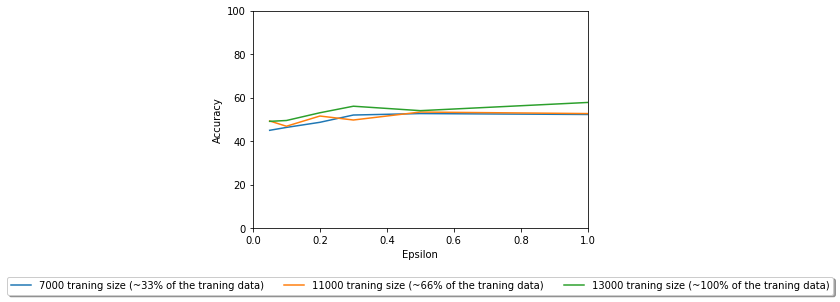 100
80
60
40
20
0
Accuracy
0.0 0.2 0.4 0.6 0.8 1.0
Epsilon
7000 traning size (~33% of the traning data) 11000 traning size (~66% of the traning data) 13000 traning size (~100% of the traning data)